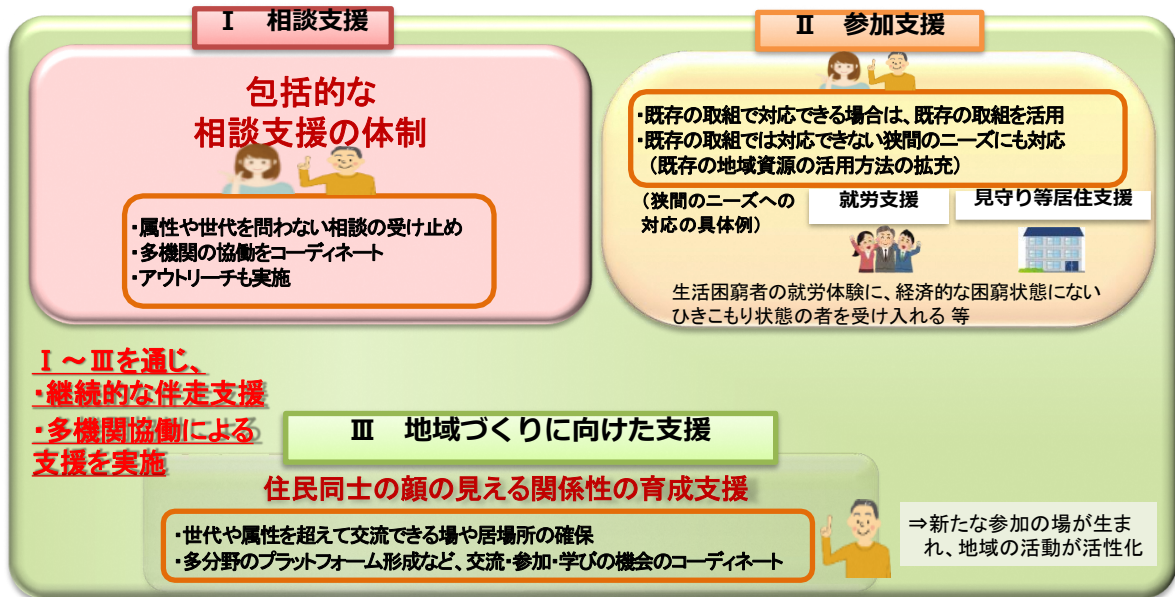 Ⅰ 相談支援
包括的な
相談支援の体制
・属性や世代を問わない相談の受け止め
・多機関の協働をコーディネート
・アウトリーチも実施
Ⅱ 参加支援
・既存の取組で対応できる場合は、既存の取組を活用
・既存の取組では対応できない狭間のニーズにも対応
（既存の地域資源の活用方法の拡充）
（狭間のニーズへの
対応の具体例）
就労支援
見守り等居住支援
生活困窮者の就労体験に、経済的な困窮状態にない
ひきこもり状態の者を受け入れる 等
Ⅰ～Ⅲを通じ、
・継続的な伴走支援
・多機関協働による
支援を実施
Ⅲ 地域づくりに向けた支援
住民同士の顔の見える関係性の育成支援
・世代や属性を超えて交流できる場や居場所の確保
・多分野のプラットフォーム形成など、交流・参加・学びの機会のコーディネート
⇒新たな参加の場が生ま
れ、地域の活動が活性化